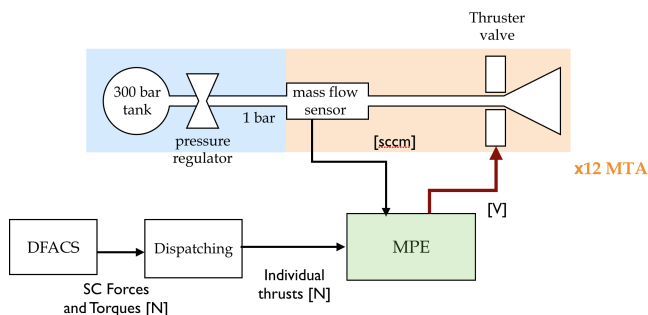 Thruster
valve
300 bar
tank
mass flow
sensor
1 bar
pressure
regulator
[sccm]
x12 MTA
[V]
DFACS
Dispatching
MPE
SC Forces
and Torques [N]
Individual
thrusts [N]